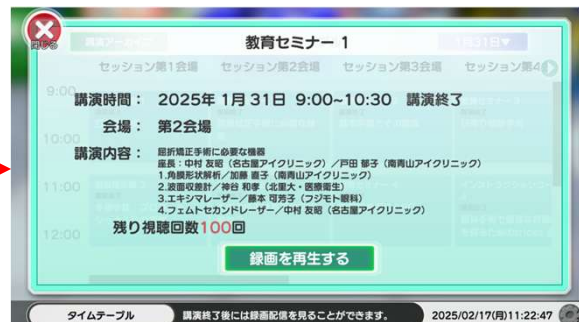 閉じる
教育セミナー 1
1月31日▼
セッション第1会場 セッション第2会場 セッション第3会場 セッション第4
9:00
講演時間： 2025年 1月 31日 9:00~10:30 講演終了
会場： 第2会場
10:00
講演内容： 屈折矯正手術に必要な機器
座長：中村 友昭（名古屋アイクリニック）／戸田 郁子（南青山アイクリニック）
1.角膜形状解析／加藤 直子（南青山アイクリニック）
11:00
2.波面収差計／神谷 和孝（北里大・医療衛生）
3.エキシマレーザー／藤本 可芳子（フジモト眼科）
4.フェムトセカンドレーザー／中村 友昭（名古屋アイクリニック）
12:00
残り視聴回数100回
録画を再生する
タイムテーブル
講演終了後には録画配信を見ることができます。
2025/02/17(月)11:22:47